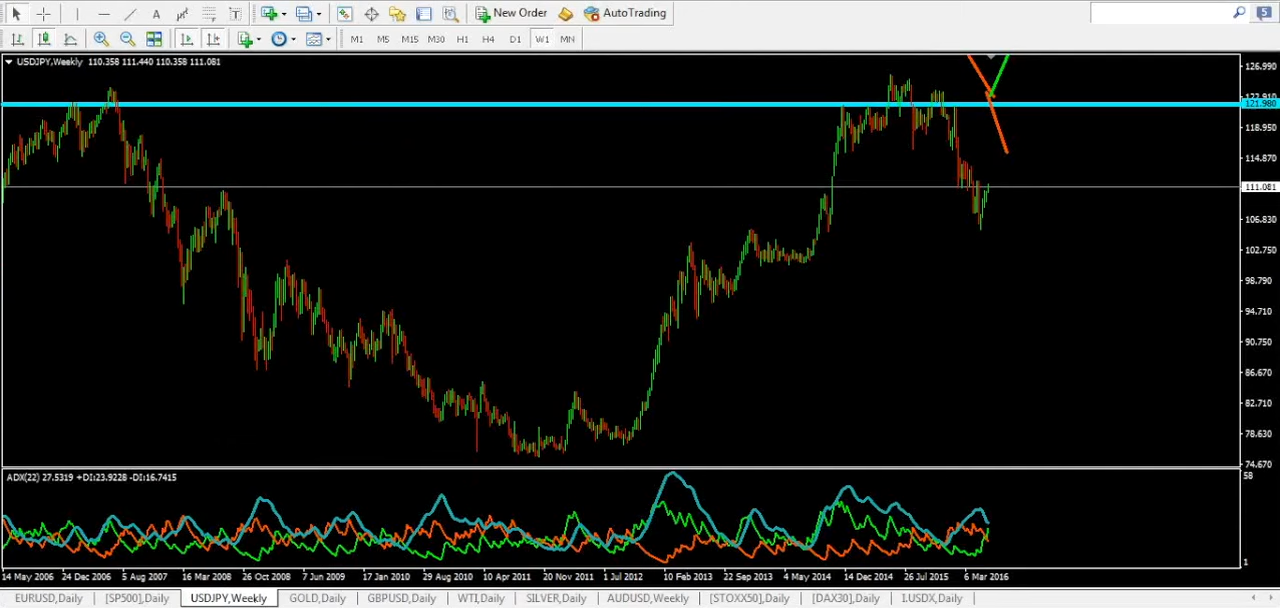 A T New Order AutoTrading 5
M1 M5 M15 M30 H1 H4 D1 W1 MN
USDJPY,Weekly 110.358 111.440 110.358 111.081
126.990
122.910
121.980
118.950
114.870
111.081
105.830
102.750
98.790
94.710
90.750
86.670
82.710
78.630
74.670
ADX(22) 27.5319 +DI:23.9228 -DI:16.7415
58
1
14 May 2006 24 Dec 2006 5 Aug 2007 16 Mar 2008 26 Oct 2008 7 Jun 2009 17 Jan 2010 29 Aug 2010 10 Apr 2011 20 Nov 2011 1 Jul 2012 10 Feb 2013 22 Sep 2013 4 May 2014 14 Dec 2014 26 Jul 2015 6 Mar 2016
EURUSD,Daily [SP500],Daily USDJPY,Weekly GOLD,Daily GBPUSD,Daily WTI,Daily SILVER,Daily AUDUSD,Weekly [STOXX50],Daily [DAX30],Daily I.USDX,Daily